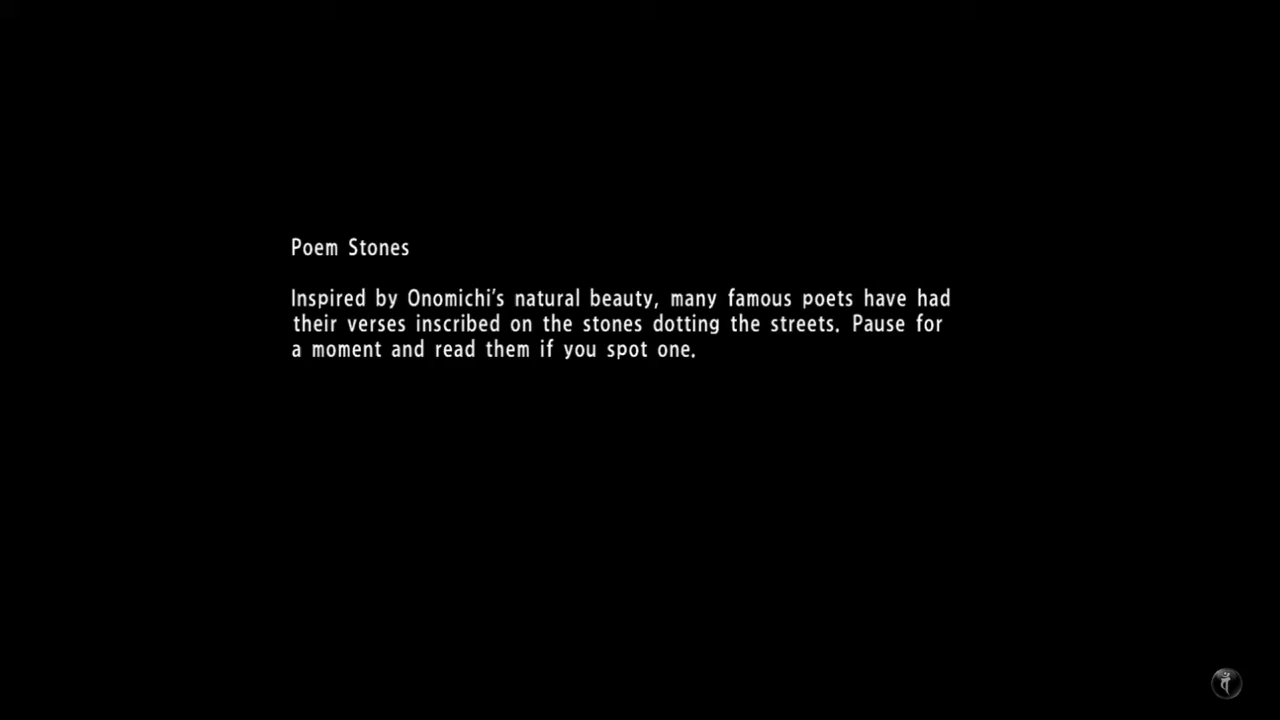 Poem Stones
Inspired by Onomichi's natural beauty, many famous poets have had
their verses inscribed on the stones dotting the streets. Pause for
a moment and read them if you spot one.